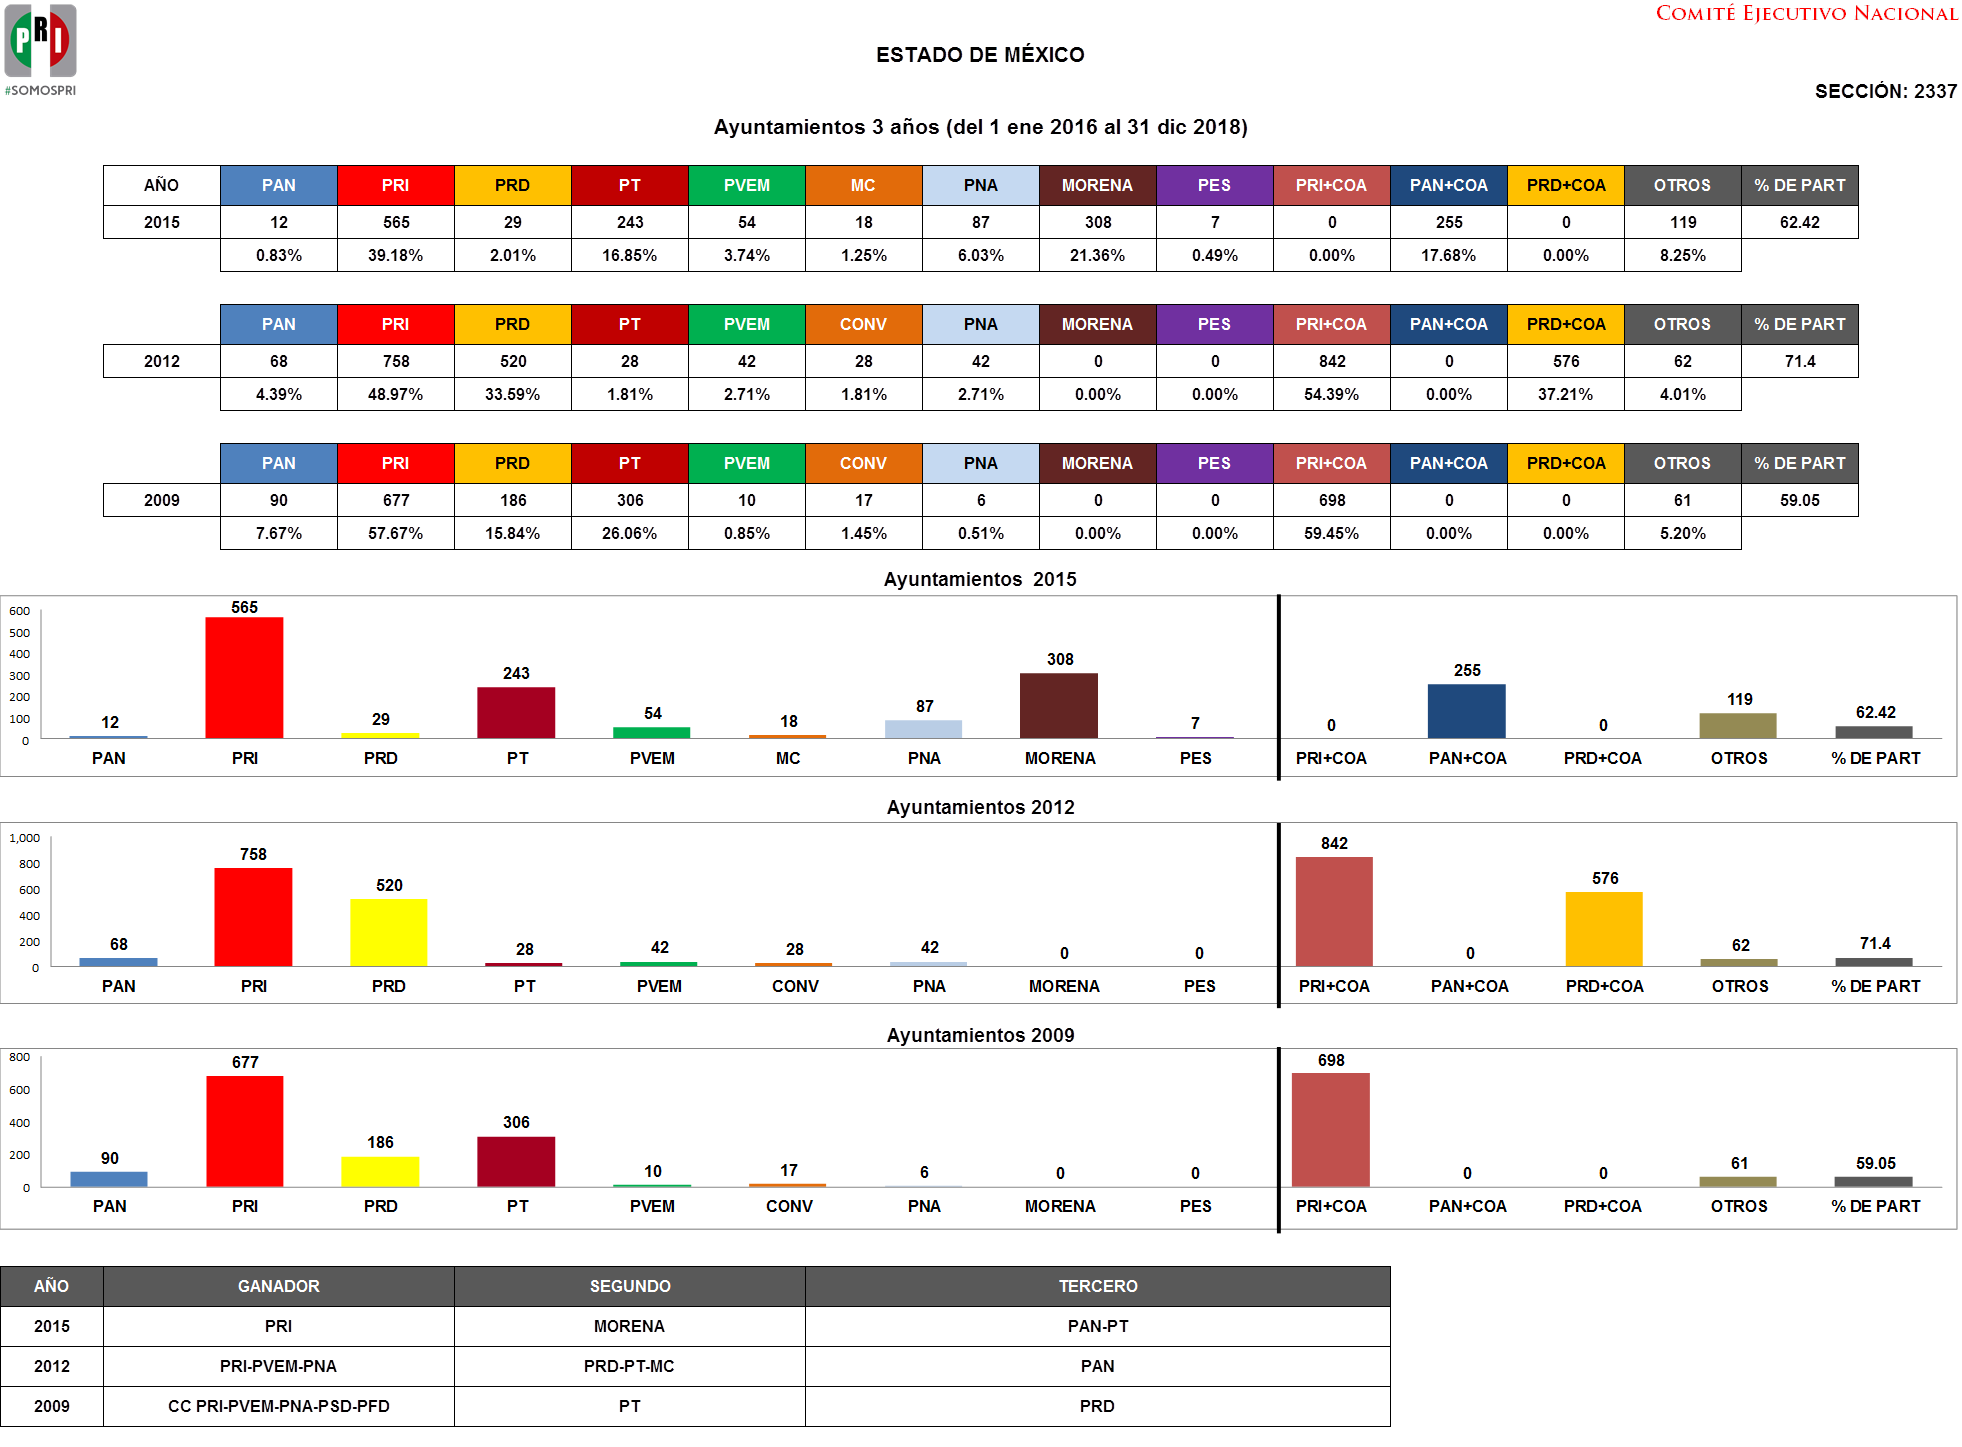 PRI
#SOMOSPRI
COMITÉ EJECUTIVO NACIONAL
ESTADO DE MÉXICO
SECCIÓN: 2337
Ayuntamientos 3 años (del 1 ene 2016 al 31 dic 2018)
AÑO PAN PRI PRD PT PVEM MC PNA MORENA PES PRI+COA PAN+COA PRD+COA OTROS % DE PART
2015 12 565 29 243 54 18 87 308 7 0 255 0 119 62.42
0.83% 39.18% 2.01% 16.85% 3.74% 1.25% 6.03% 21.36% 0.49% 0.00% 17.68% 0.00% 8.25%
PAN PRI PRD PT PVEM CONV PNA MORENA PES PRI+COA PAN+COA PRD+COA OTROS % DE PART
2012 68 758 520 28 42 28 42 0 0 842 0 576 62 71.4
4.39% 48.97% 33.59% 1.81% 2.71% 1.81% 2.71% 0.00% 0.00% 54.39% 0.00% 37.21% 4.01%
PAN PRI PRD PT PVEM CONV PNA MORENA PES PRI+COA PAN+COA PRD+COA OTROS % DE PART
2009 90 677 186 306 10 17 6 0 0 698 0 0 61 59.05
7.67% 57.67% 15.84% 26.06% 0.85% 1.45% 0.51% 0.00% 0.00% 59.45% 0.00% 0.00% 5.20%
Ayuntamientos 2015
600
500
400
300
200
100
0
12 565 29 243 54 18 87 308 7 0 255 0 119 62.42
PAN PRI PRD PT PVEM MC PNA MORENA PES PRI+COA PAN+COA PRD+COA OTROS % DE PART
Ayuntamientos 2012
1,000
800
600
400
200
0
68 758 520 28 42 28 42 0 0 842 0 576 62 71.4
PAN PRI PRD PT PVEM CONV PNA MORENA PES PRI+COA PAN+COA PRD+COA OTROS % DE PART
Ayuntamientos 2009
800
600
400
200
0
90 677 186 306 10 17 6 0 0 698 0 0 61 59.05
PAN PRI PRD PT PVEM CONV PNA MORENA PES PRI+COA PAN+COA PRD+COA OTROS % DE PART
AÑO GANADOR SEGUNDO TERCERO
2015 PRI MORENA PAN-PT
2012 PRI-PVEM-PNA PRD-PT-MC PAN
2009 CC PRI-PVEM-PNA-PSD-PFD PT PRD